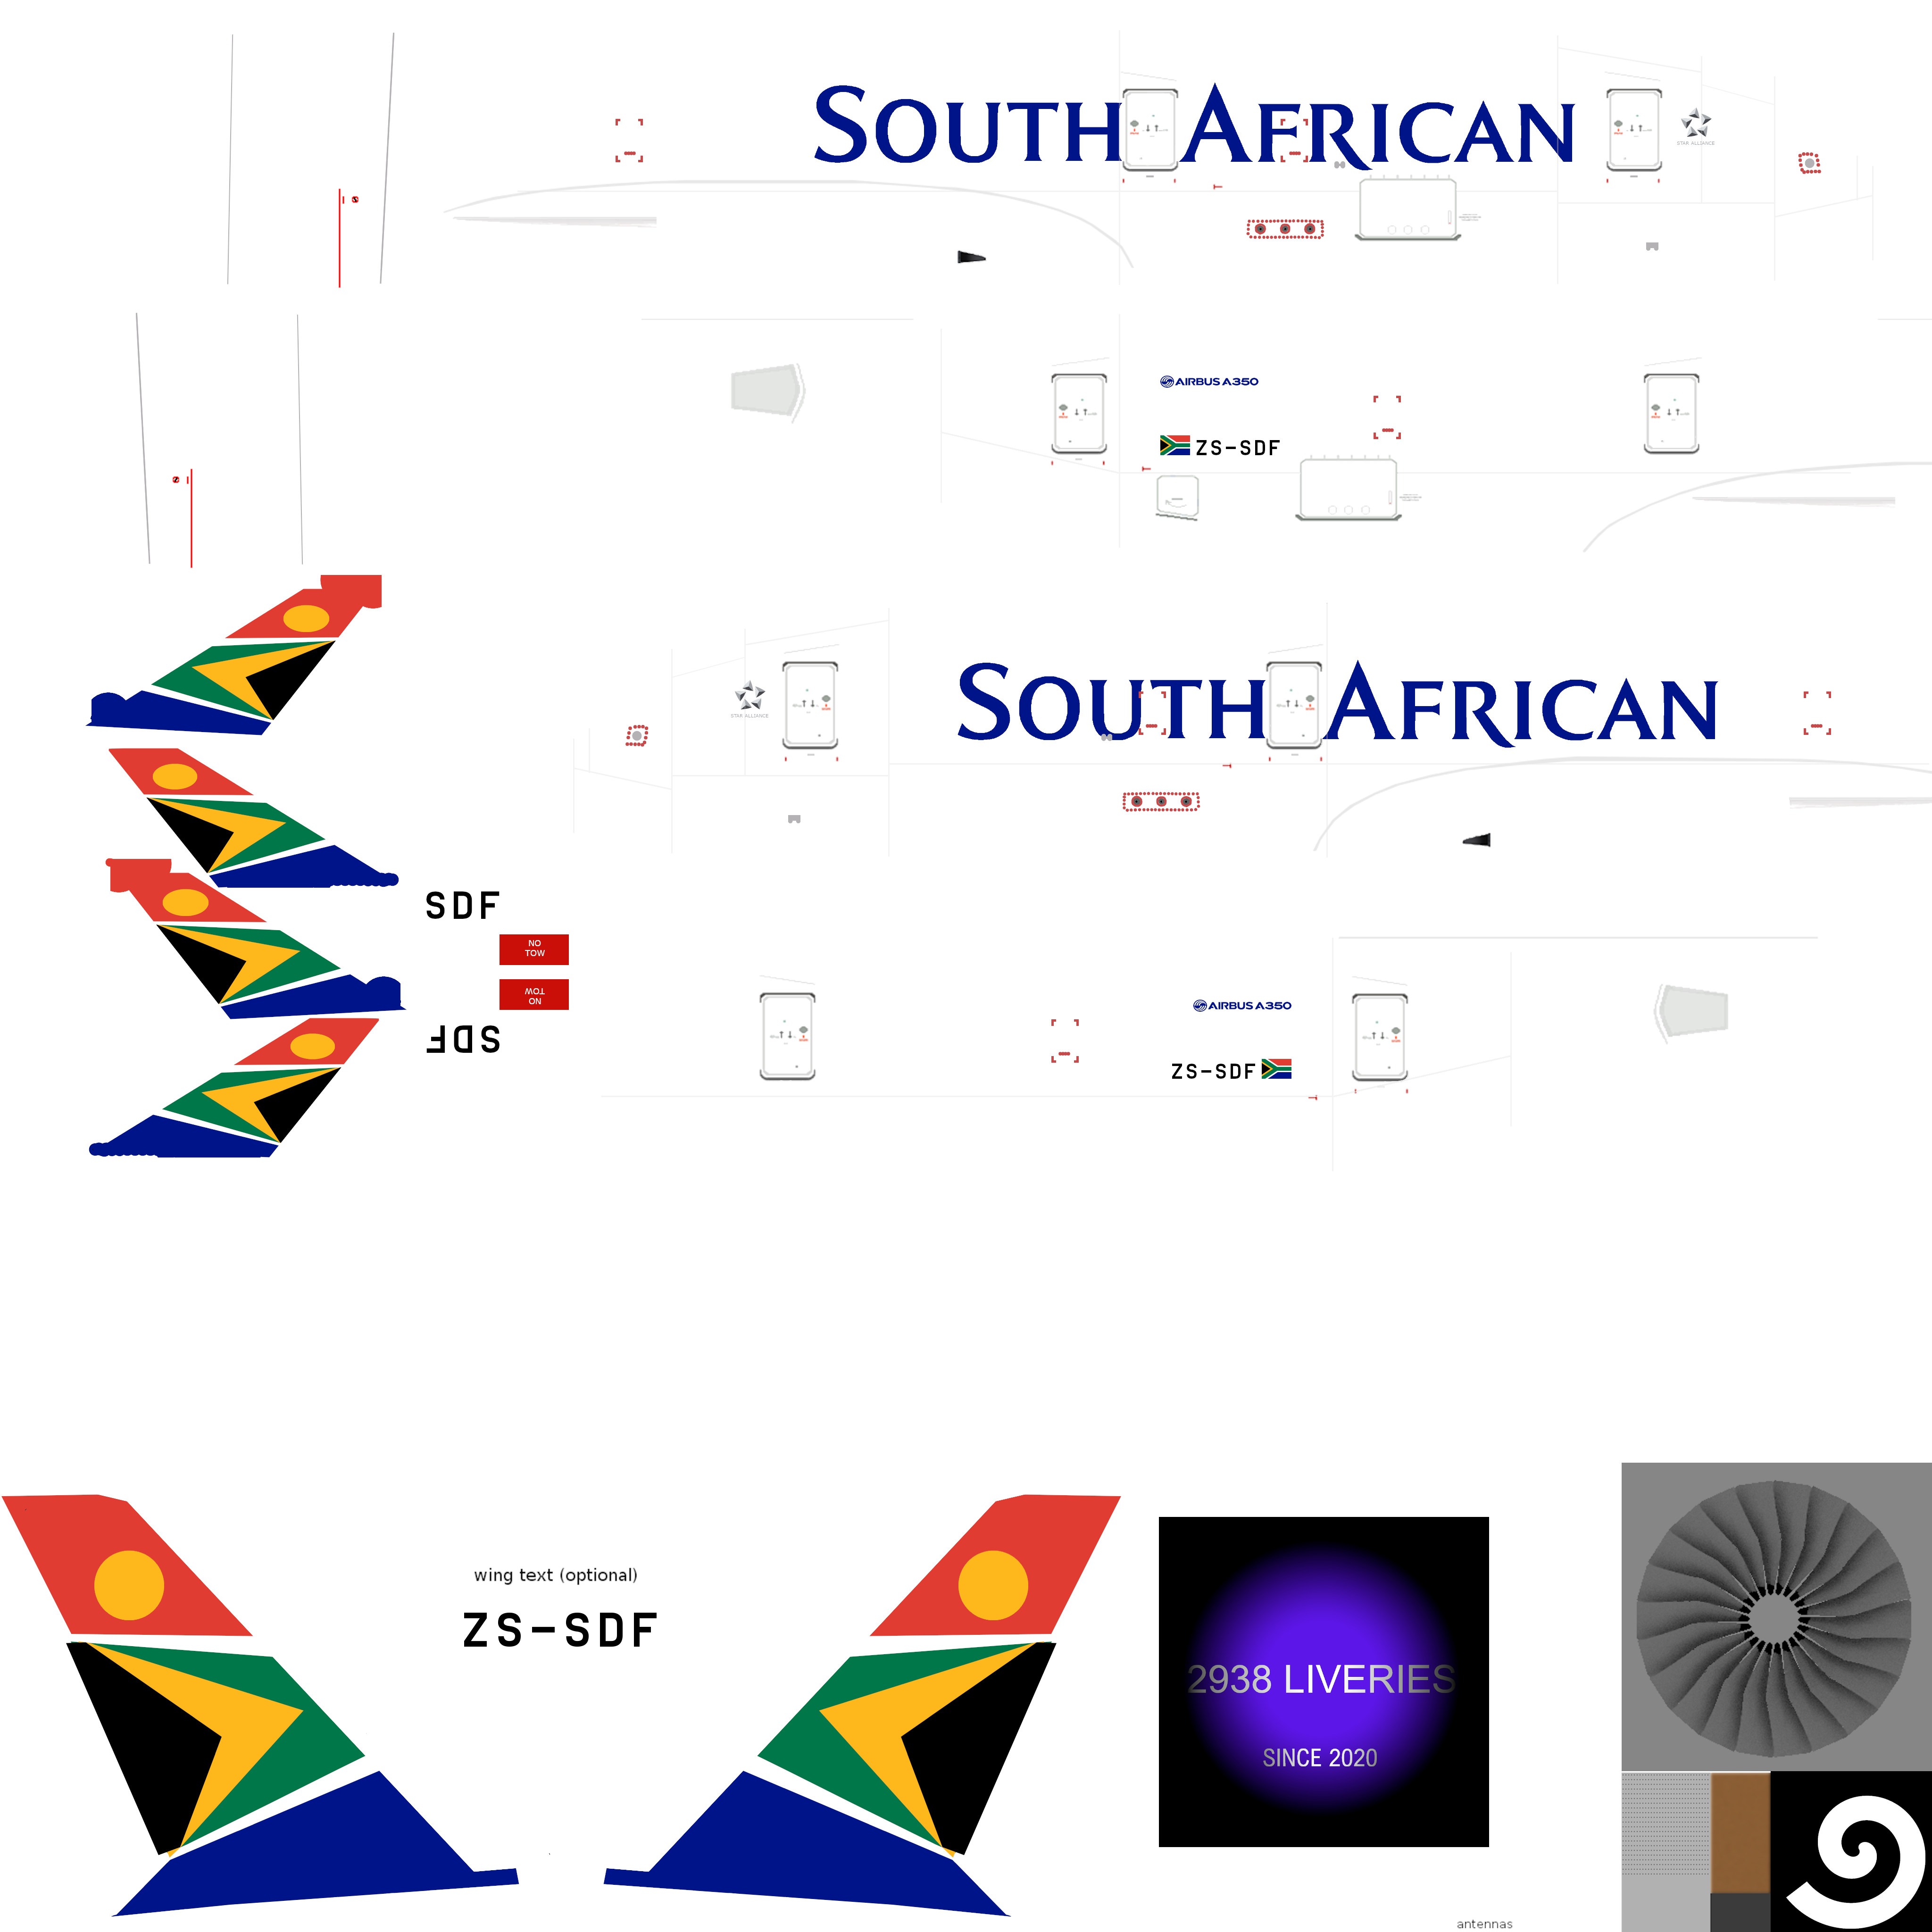 SOUTH AFRICAN
STAR ALLIANCE
AIRBUS A350
ZS-SDF
STAR ALLIANCE
SOUTH AFRICAN
SDF
NO
TOW
NO
TOW
SDF
AIRBUS A350
ZS-SDF
wing text (optional)
ZS-SDF
2938 LIVERIES
SINCE 2020
antennas